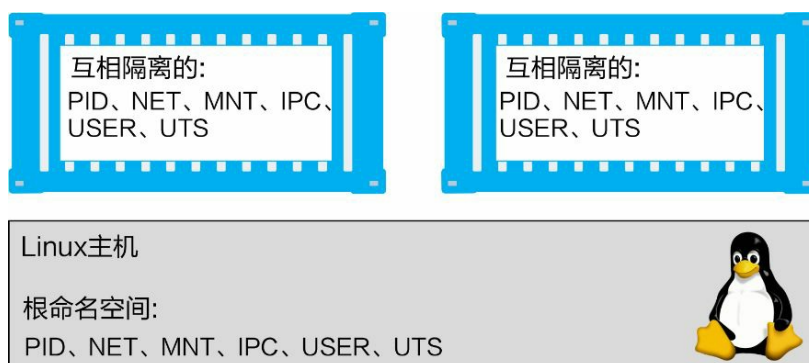 互相隔离的:
PID、NET、MNT、IPC、
USER、UTS
互相隔离的:
PID、NET、MNT、IPC、
USER、UTS
Linux主机
根命名空间:
PID、NET、MNT、IPC、USER、UTS